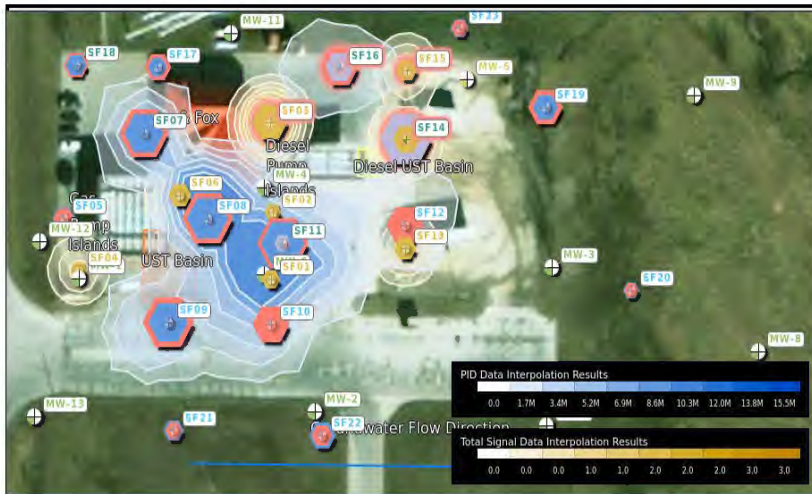 MW-11
SF23
SF18
SF17
SF16
SF15
MW-6
MW-9
SF19
SF03
Fox
SF07
SF14
Diesel
Pump
Islands
Diesel UST Basin
MW-4
SF06
SF02
SF05
SF08
SF12
Gas
Islands
MW-12
SF11
SF13
UST Basin
SF04
SF01
MW-3
SF20
SF09
SF10
MW-8
PID Data Interpolation Results
0.0 1.7M 3.4M 5.2M 6.9M 8.6M 10.3M 12.0M 13.8M 15.5M
MW-13
MW-2
SF21
SF22
Flow Direction
Total Signal Data Interpolation Results
0.0 0.0 0.0 1.0 1.0 2.0 2.0 2.0 3.0 3.0